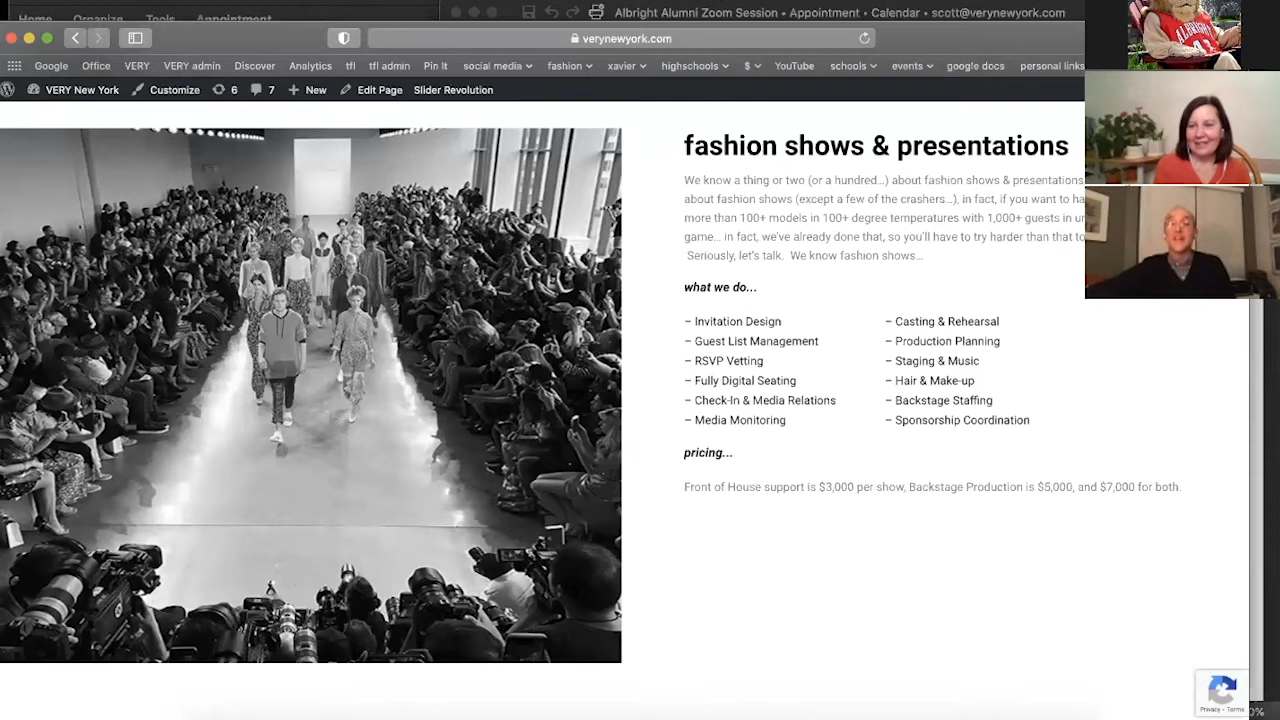 Home Organize Tools Appointment
Albright Alumni Zoom Session • Appointment • Calendar • scott@verynewyork.com
verynewyork.com
Google Office VERY VERY admin Discover Analytics tfl tfl admin Pin It social media fashion xavier highschools $ YouTube schools events google docs personal links
VERY New York Customize 6 7 New Edit Page Slider Revolution
ALBRIGHT
fashion shows & presentations
We know a thing or two (or a hundred...) about fashion shows & presentations
about fashion shows (except a few of the crashers...), in fact, if you want to ha
more than 100+ models in 100+ degree temperatures with 1,000+ guests in un
game... in fact, we've already done that, so you'll have to try harder than that to
Seriously, let's talk. We know fashion shows...
what we do...
– Invitation Design
– Guest List Management
– RSVP Vetting
– Fully Digital Seating
– Check-In & Media Relations
– Media Monitoring
– Casting & Rehearsal
– Production Planning
– Staging & Music
– Hair & Make-up
– Backstage Staffing
– Sponsorship Coordination
pricing...
Front of House support is $3,000 per show, Backstage Production is $5,000, and $7,000 for both.
Privacy - Terms
0%